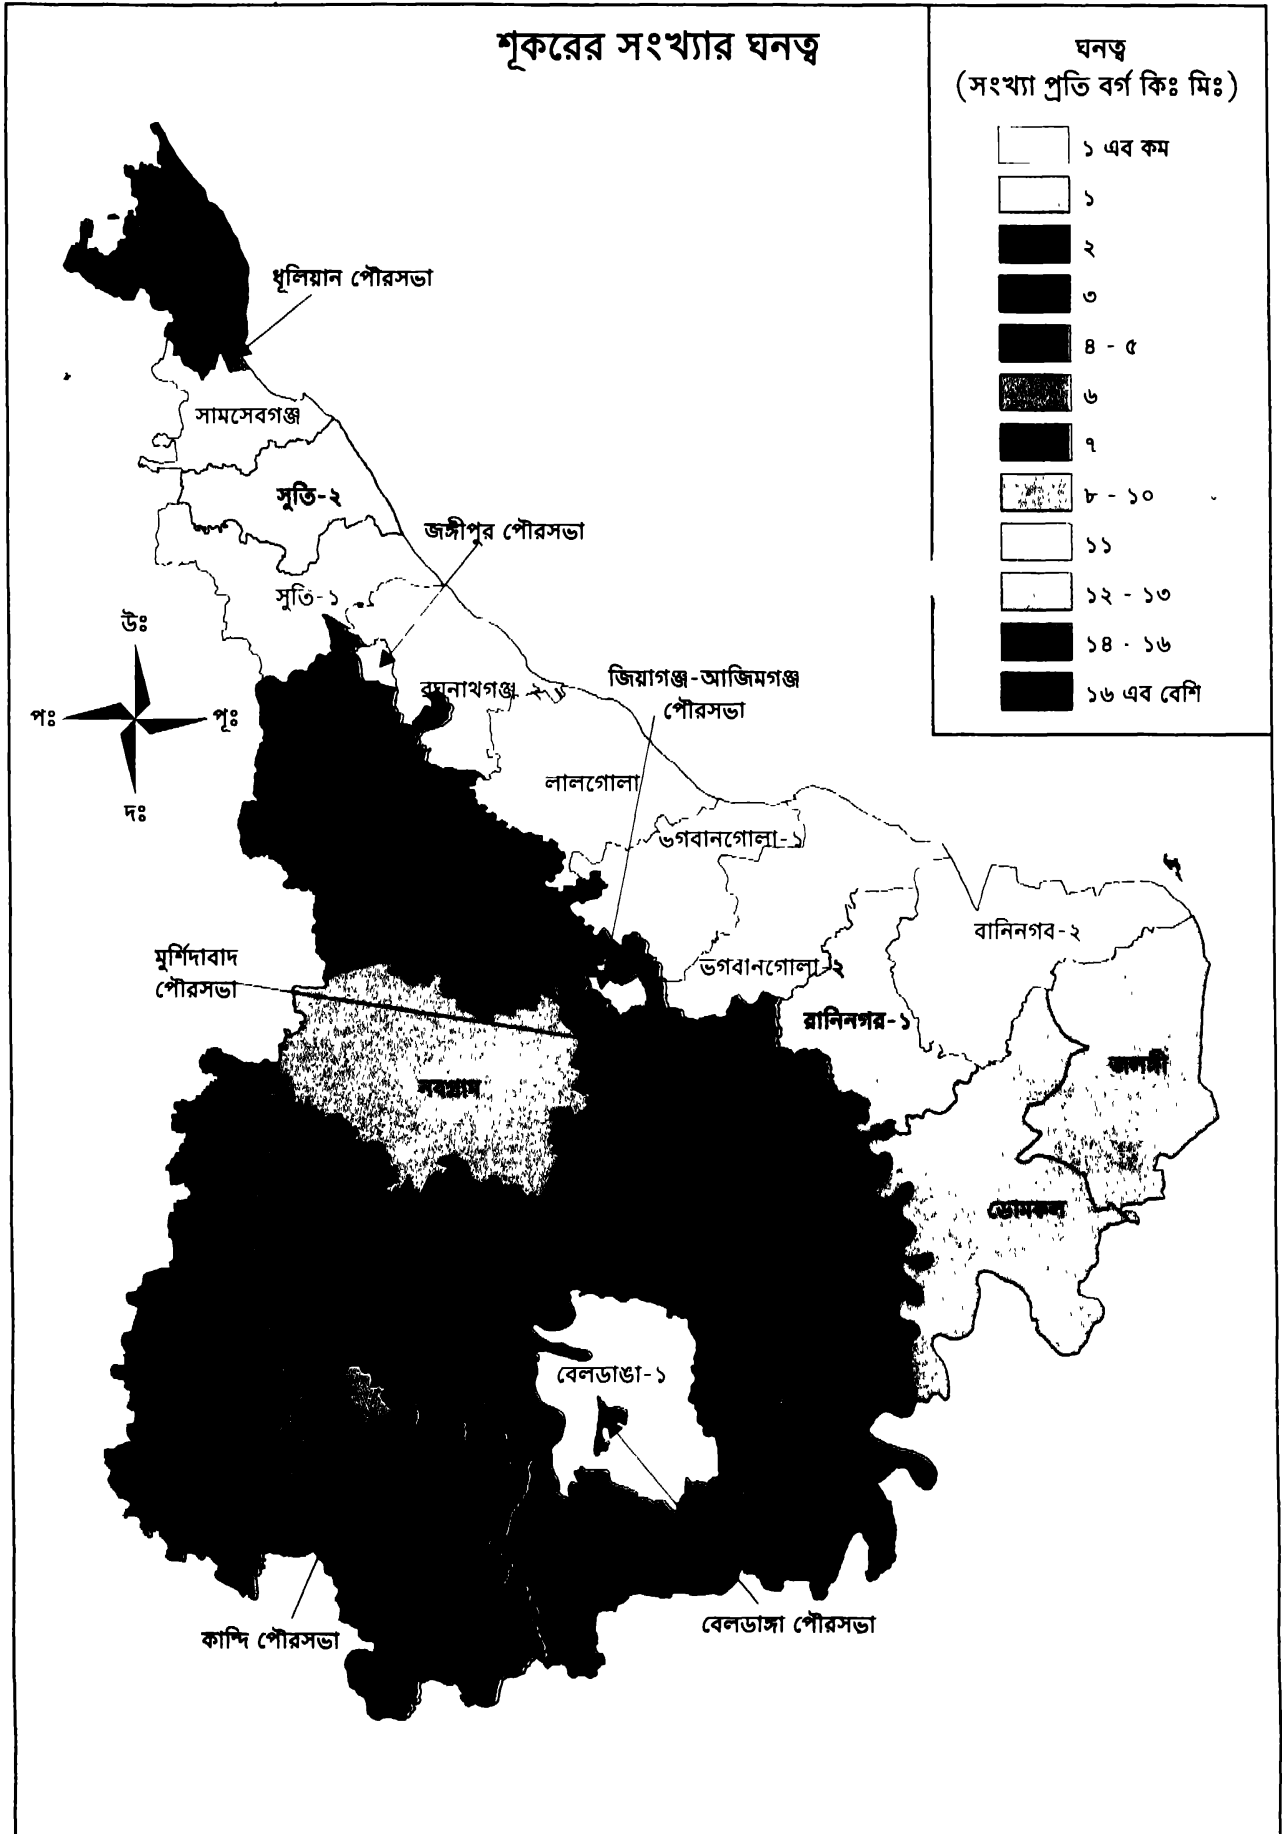 শূকরের সংখ্যার ঘনত্ব
ঘনত্ব
(সংখ্যা প্রতি বর্গ কিঃ মিঃ)
১ এব কম
১
২
৩
৪ - ৫
৬
৭
৮ - ১০
১১
১২ - ১৩
১৪ - ১৬
১৬ এব বেশি
ধূলিয়ান পৌরসভা
সামসেবগঞ্জ
সুতি-২
জঙ্গীপুর পৌরসভা
সুতি-১
উঃ
পঃ
পূঃ
দঃ
রঘুনাথগঞ্জ
জিয়াগঞ্জ-আজিমগঞ্জ
পৌরসভা
লালগোলা
ভগবানগোলা-১
বানিনগব-২
মুর্শিদাবাদ
পৌরসভা
ভগবানগোলা-২
রানিনগর-১
জলঙ্গী
নবগ্রাম
ডোমকল
বেলডাঙা-১
কান্দি পৌরসভা
বেলডাঙ্গা পৌরসভা